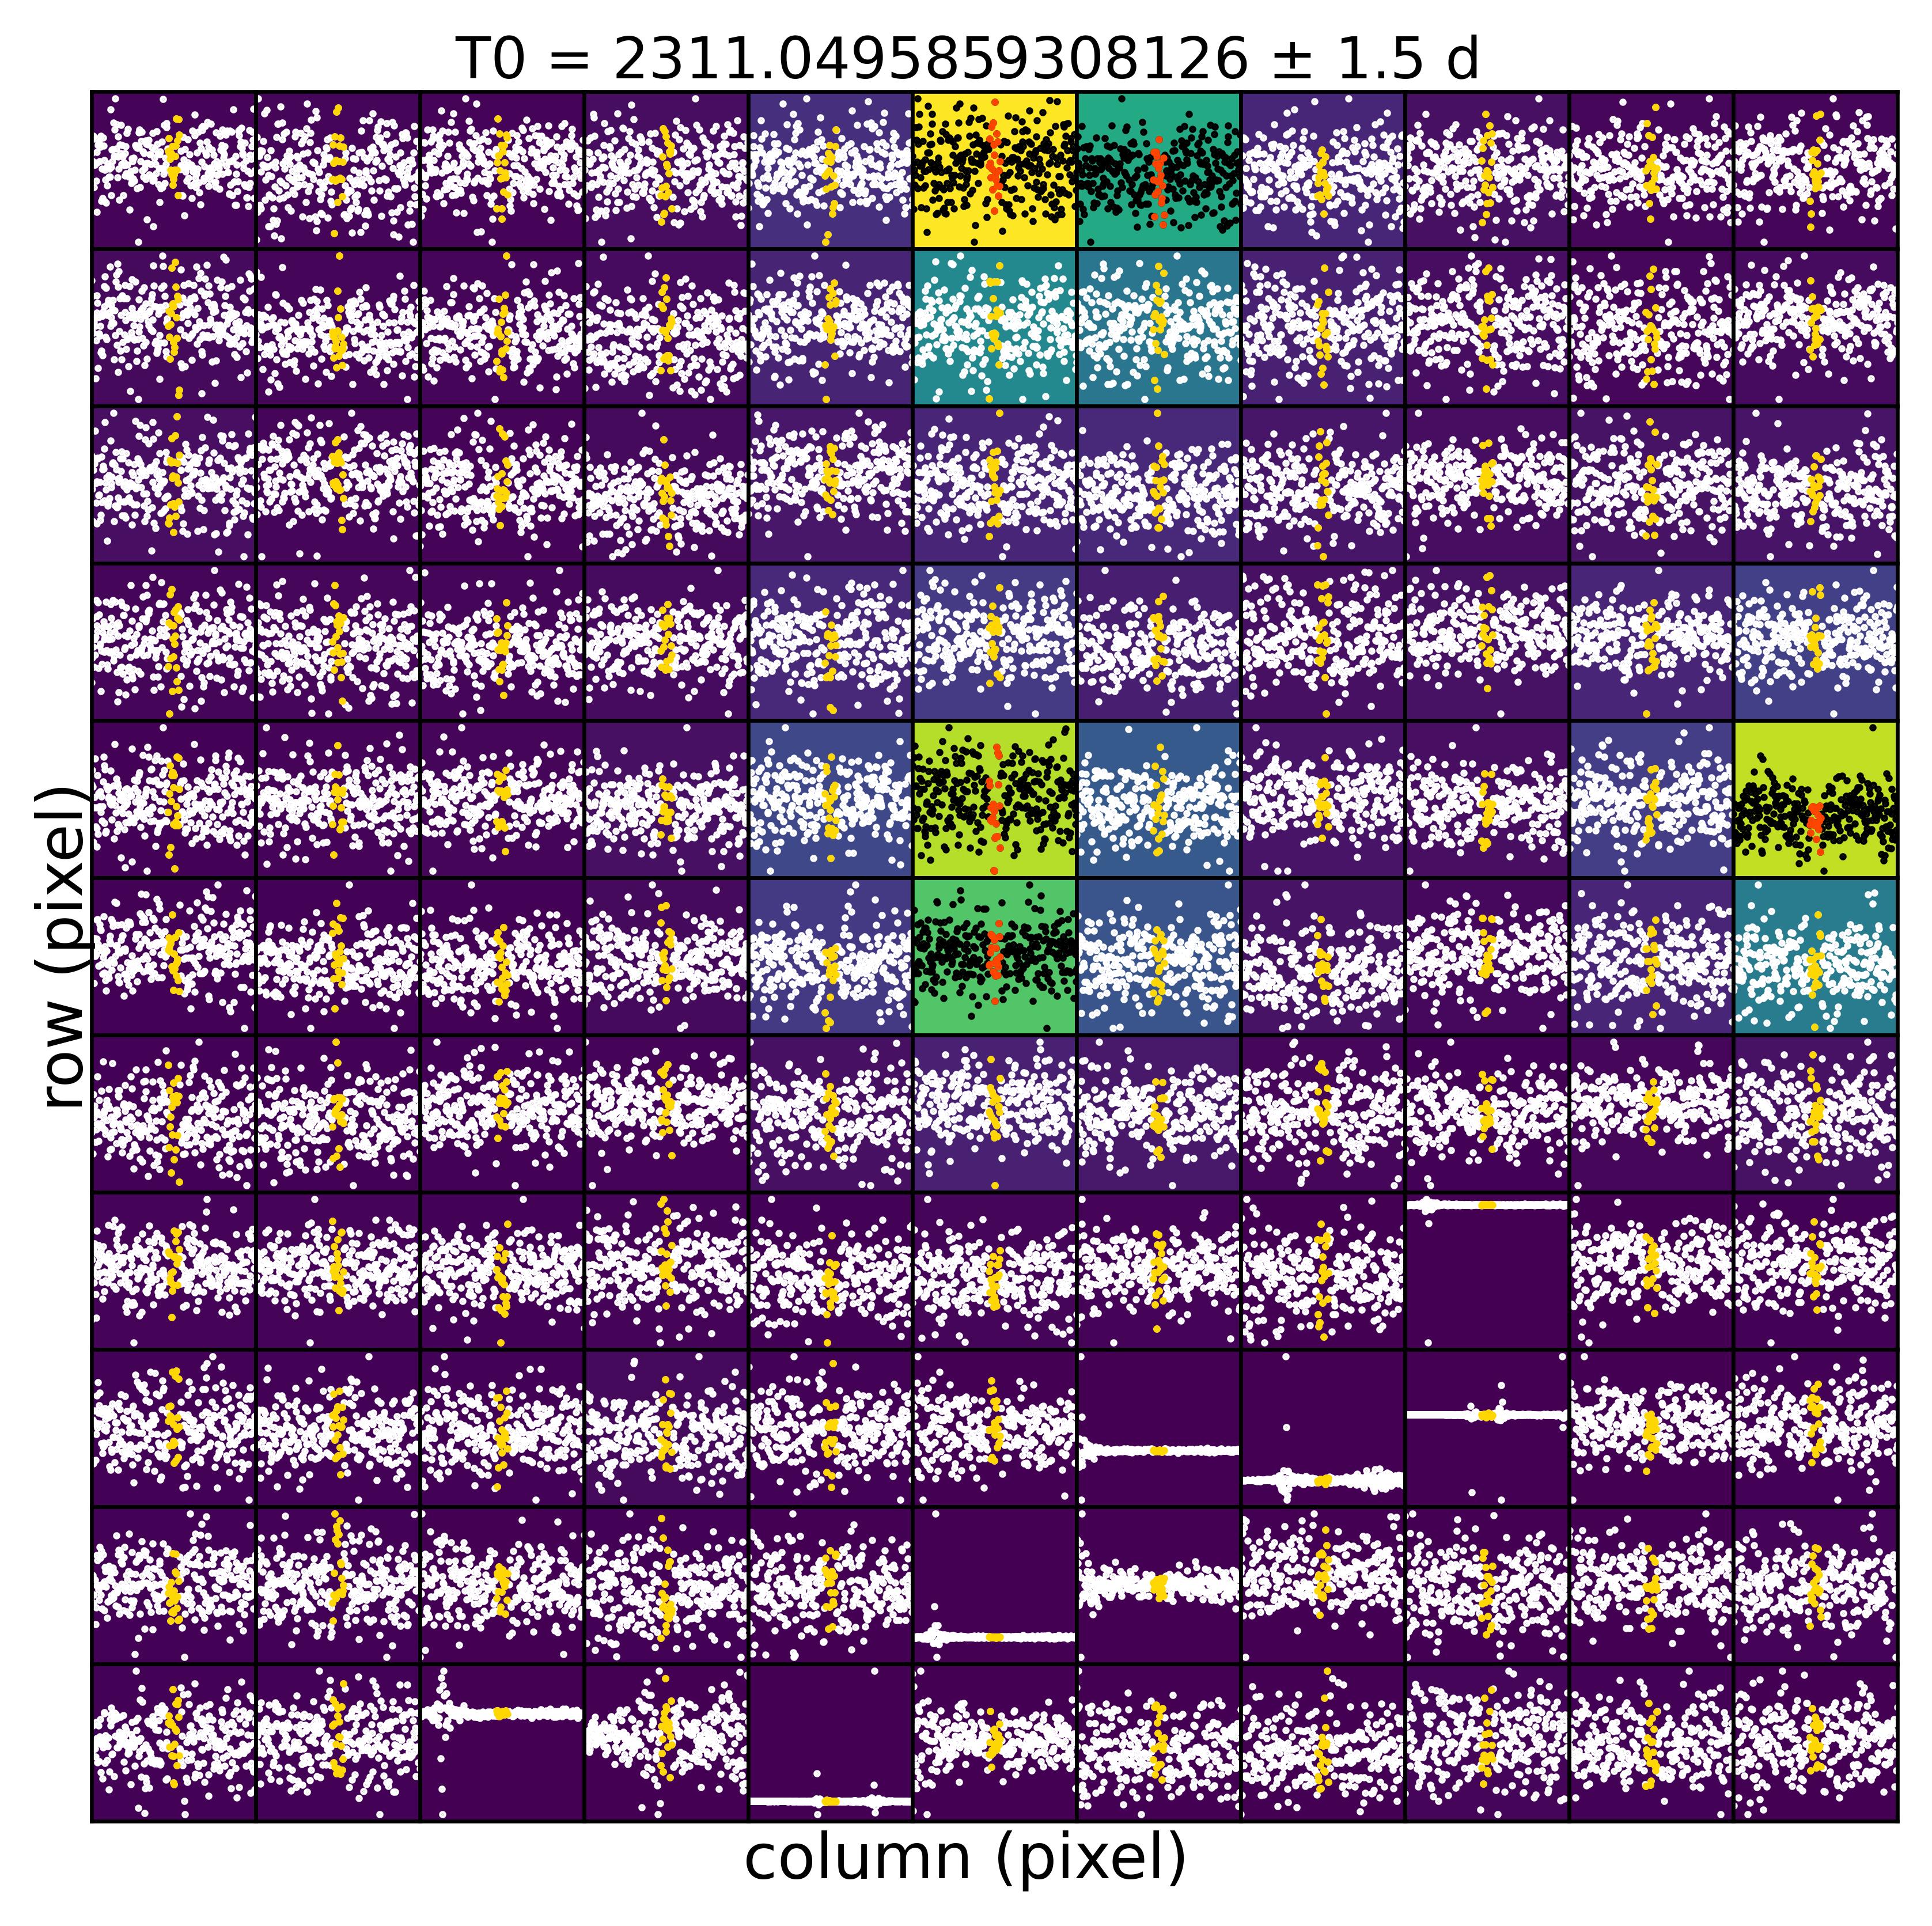 T0 = 2311.0495859308126 ± 1.5 d
row (pixel)
column (pixel)